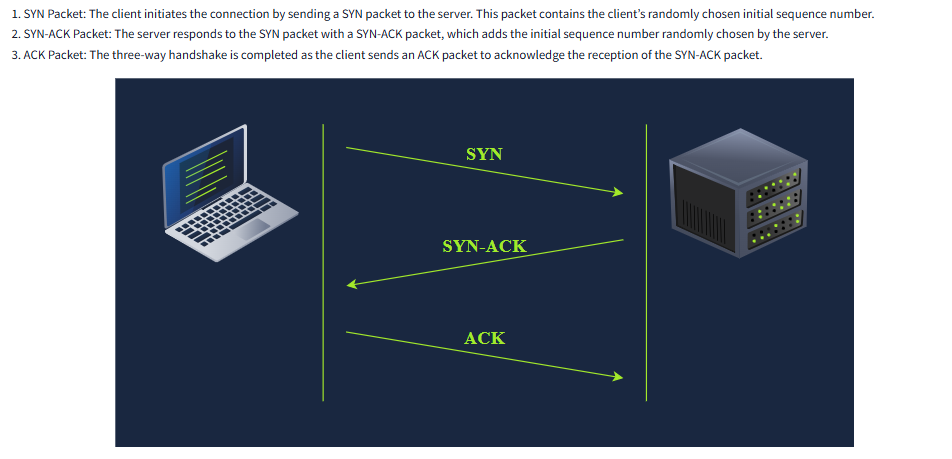 1. SYN Packet: The client initiates the connection by sending a SYN packet to the server. This packet contains the client’s randomly chosen initial sequence number.
2. SYN-ACK Packet: The server responds to the SYN packet with a SYN-ACK packet, which adds the initial sequence number randomly chosen by the server.
3. ACK Packet: The three-way handshake is completed as the client sends an ACK packet to acknowledge the reception of the SYN-ACK packet.
SYN
SYN-ACK
ACK